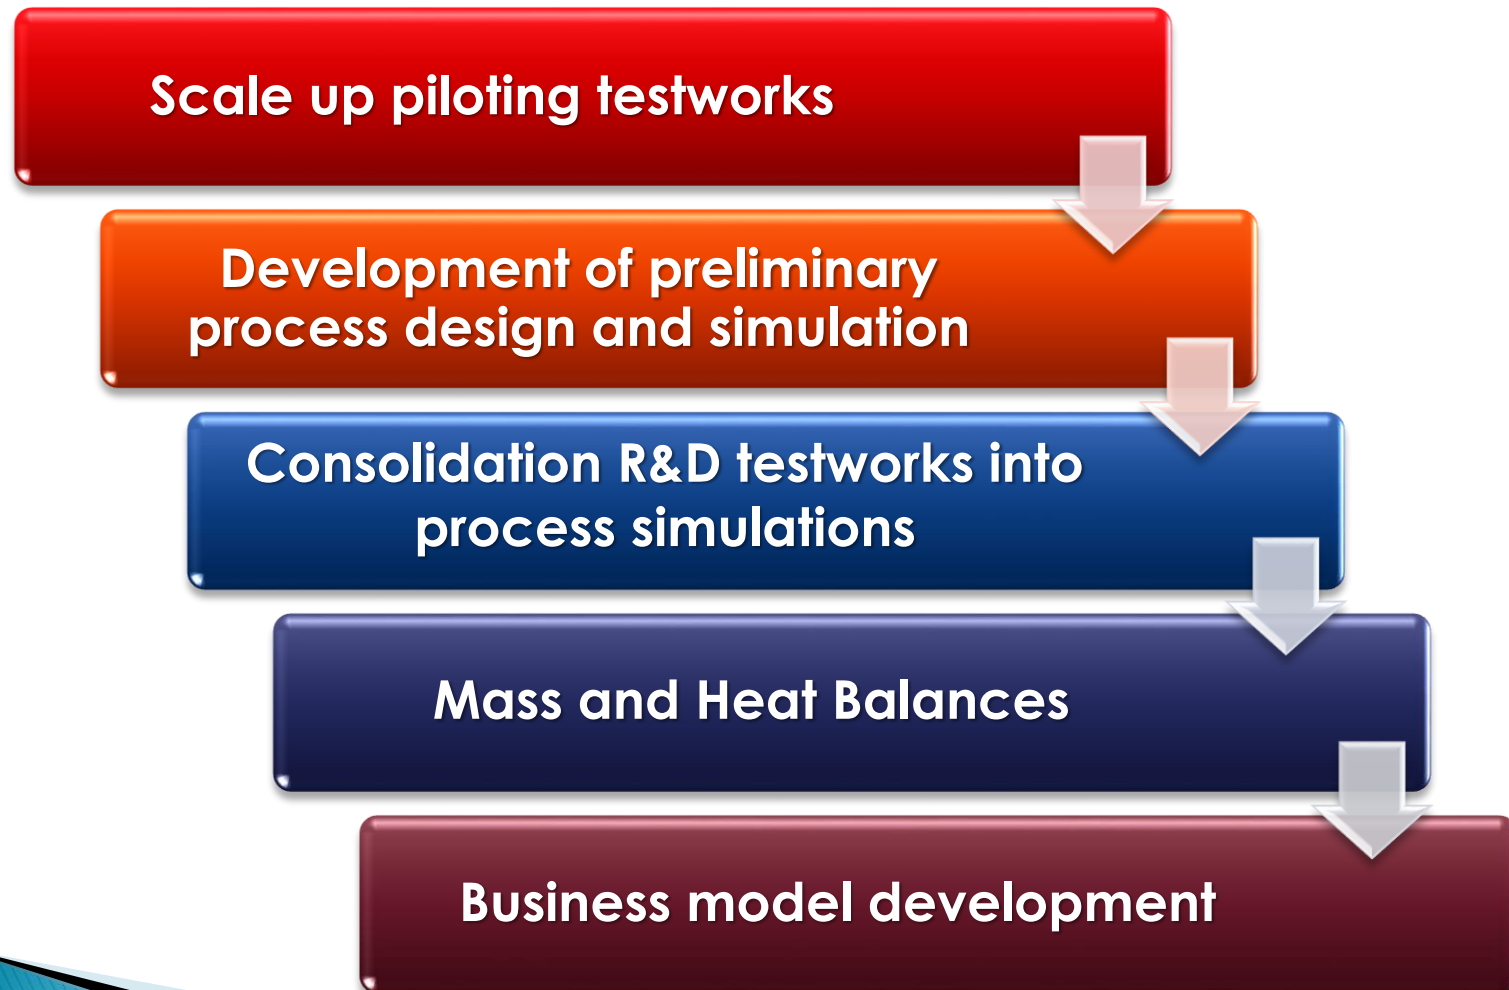 Scale up piloting testworks
Development of preliminary
process design and simulation
Consolidation R&D testworks into
process simulations
Mass and Heat Balances
Business model development